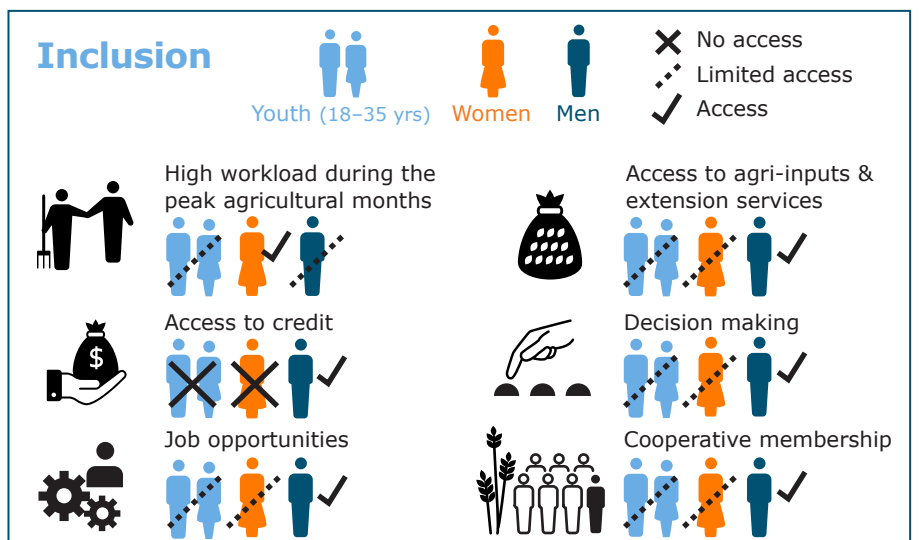 Inclusion
Youth (18–35 yrs)
Women
Men
No access
Limited access
Access
High workload during the
peak agricultural months
Access to agri-inputs &
extension services
Access to credit
$
Decision making
Job opportunities
Cooperative membership